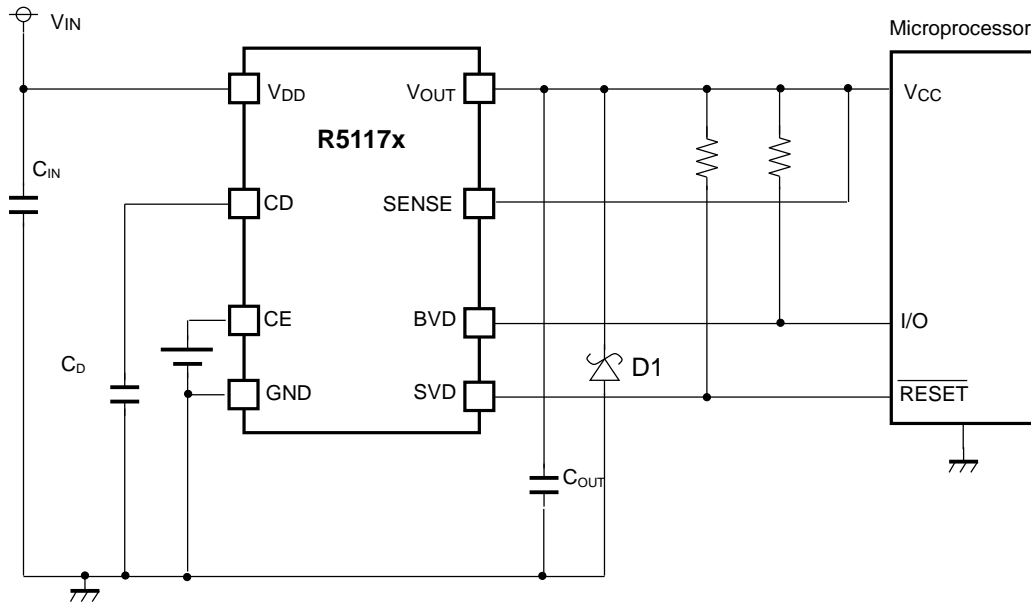 VIN
Microprocessor
VDD
VOUT
VCC
R5117x
CIN
CD
SENSE
CE
BVD
I/O
CD
D1
GND
SVD
RESET
COUT